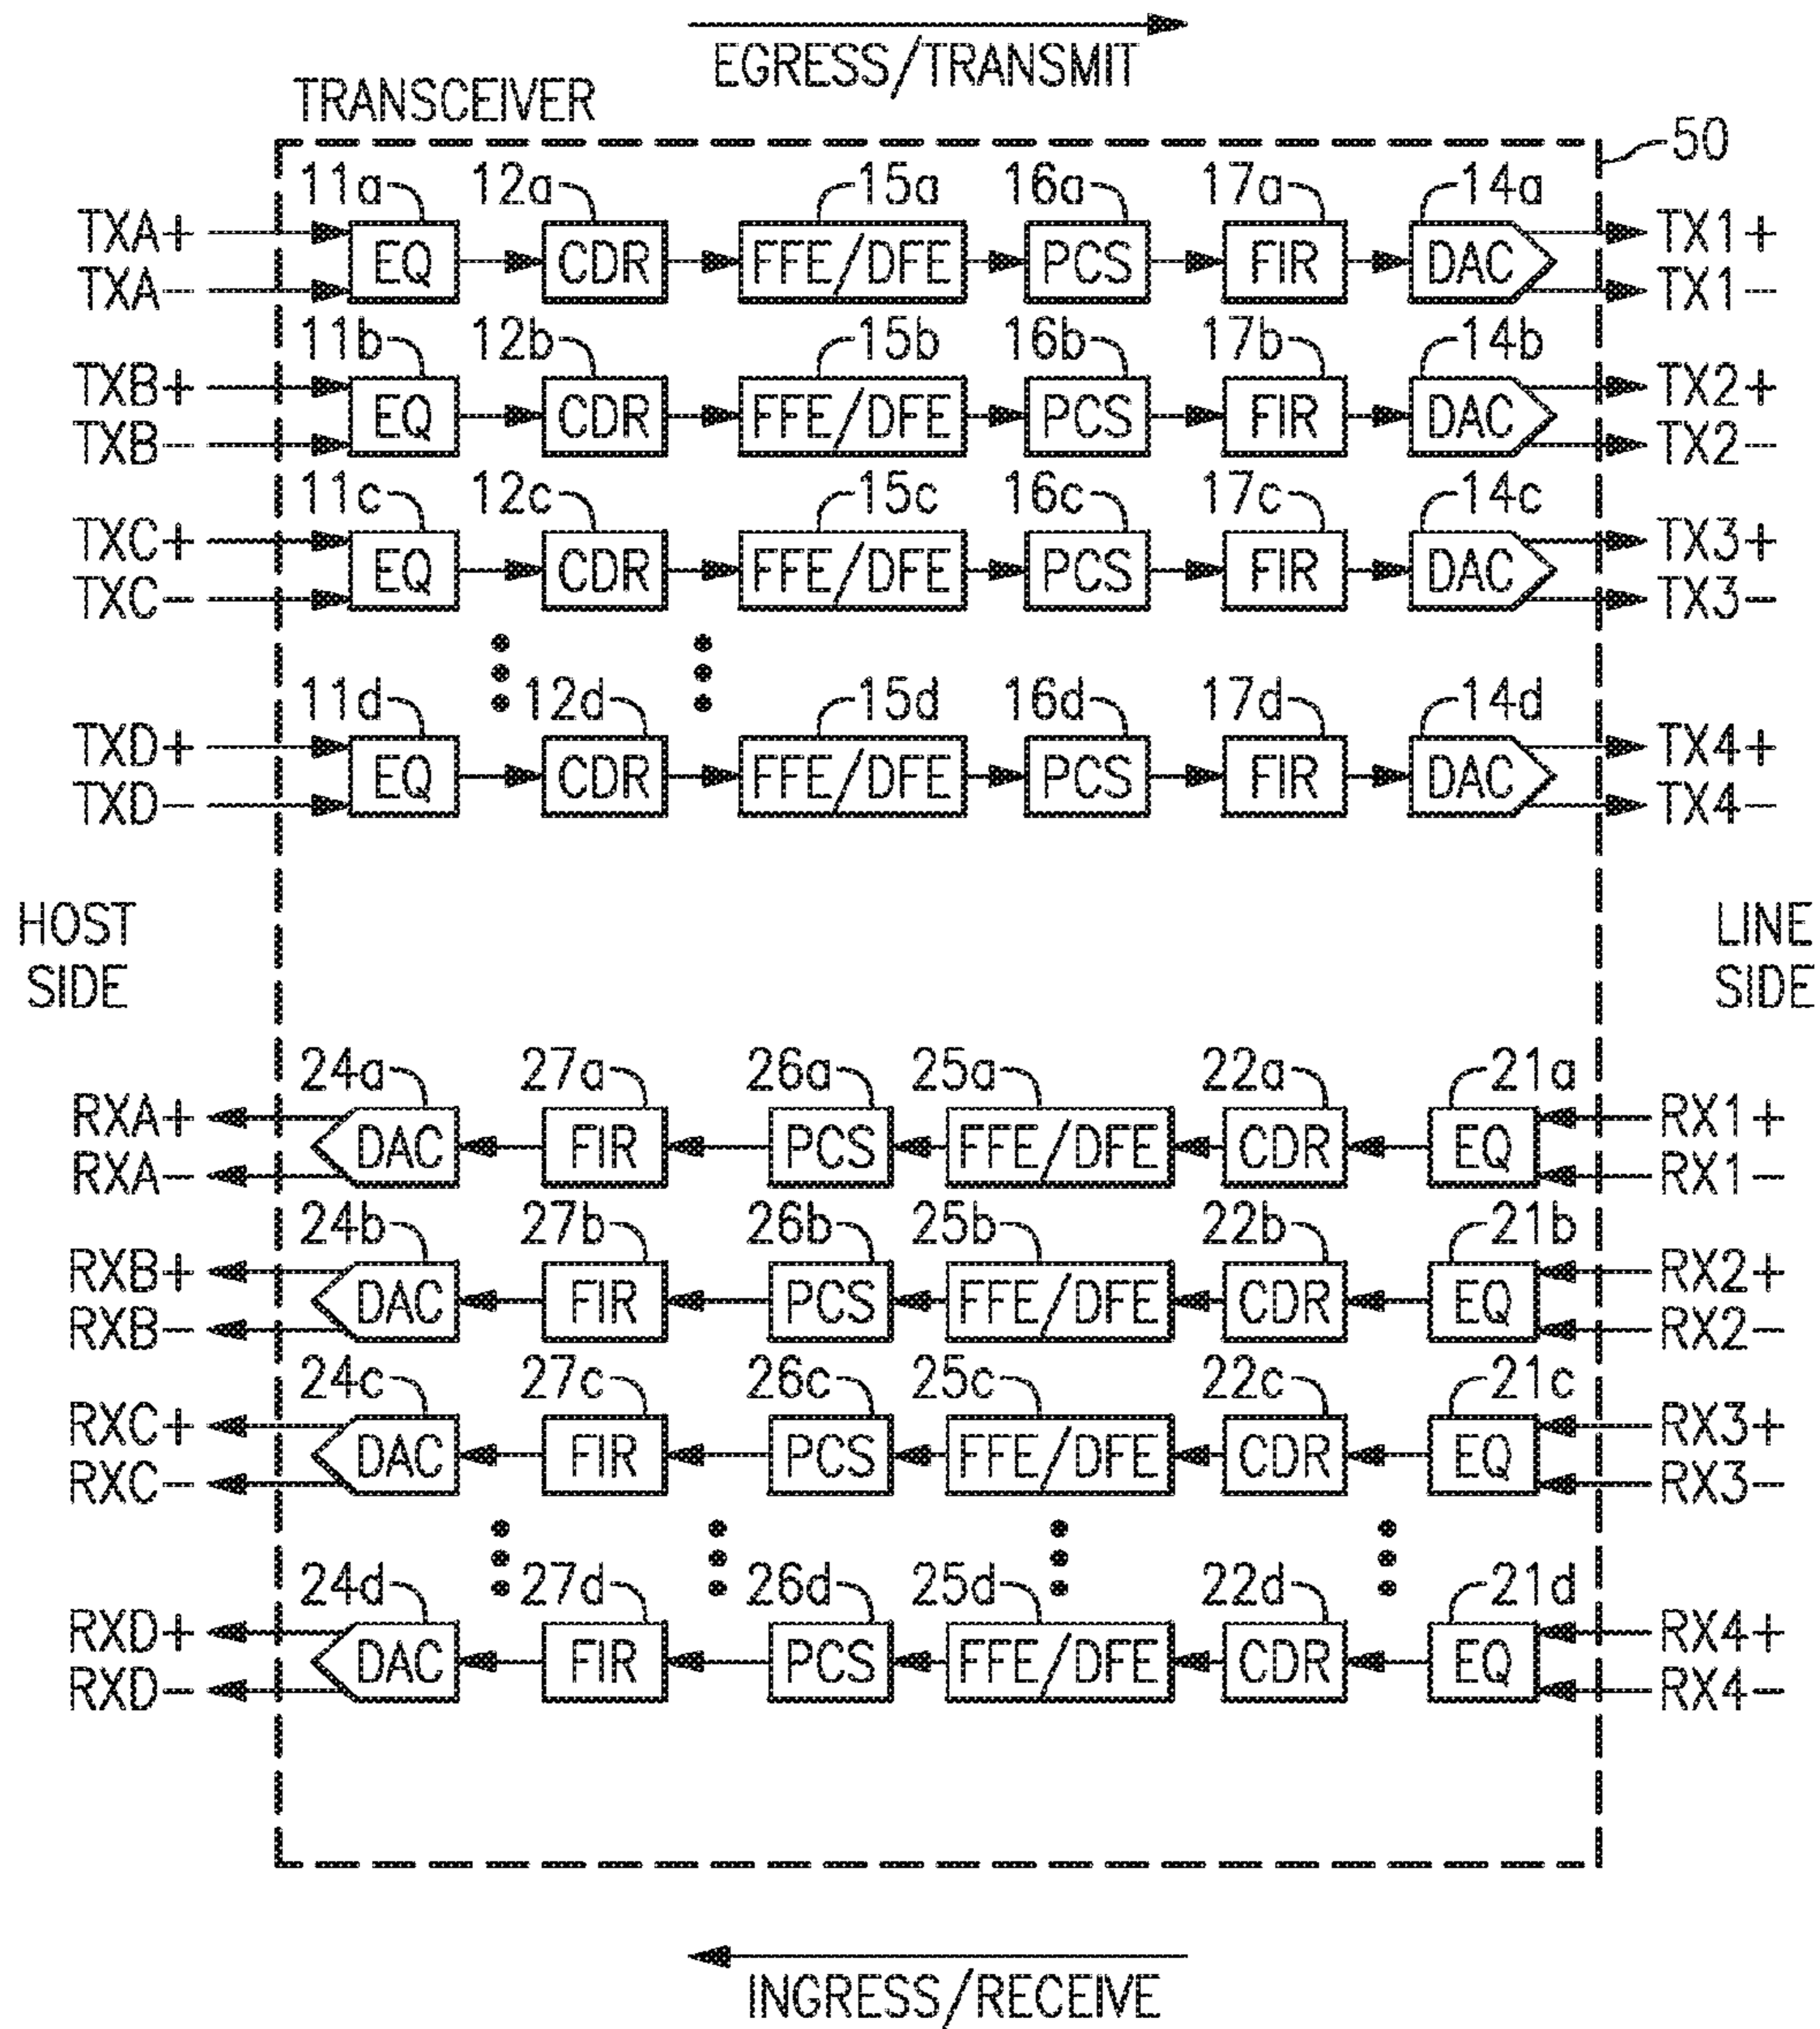 EGRESS/TRANSMIT
TRANSCEIVER
50
11a 12a 15a 16a 17a 14a
TXA+ TX1+
EQ CDR FFE/DFE PCS FIR DAC
TXA- TX1-
11b 12b 15b 16b 17b 14b
TXB+ TX2+
EQ CDR FFE/DFE PCS FIR DAC
TXB- TX2-
11c 12c 15c 16c 17c 14c
TXC+ TX3+
EQ CDR FFE/DFE PCS FIR DAC
TXC- TX3-
11d 12d 15d 16d 17d 14d
TXD+ TX4+
EQ CDR FFE/DFE PCS FIR DAC
TXD- TX4-
HOST LINE
SIDE SIDE
24a 27a 26a 25a 22a 21a
RXA+ RX1+
DAC FIR PCS FFE/DFE CDR EQ
RXA- RX1-
24b 27b 26b 25b 22b 21b
RXB+ RX2+
DAC FIR PCS FFE/DFE CDR EQ
RXB- RX2-
24c 27c 26c 25c 22c 21c
RXC+ RX3+
DAC FIR PCS FFE/DFE CDR EQ
RXC- RX3-
24d 27d 26d 25d 22d 21d
RXD+ RX4+
DAC FIR PCS FFE/DFE CDR EQ
RXD- RX4-
INGRESS/RECEIVE